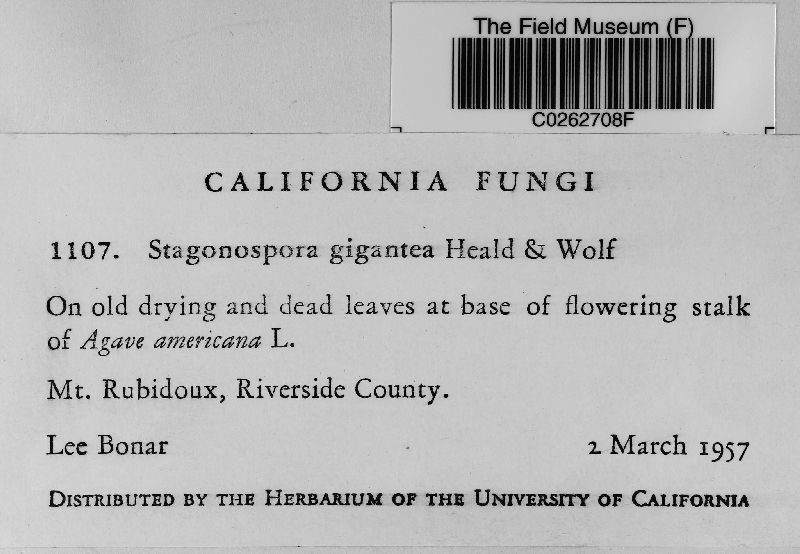 The Field Museum (F)
C0262708F
CALIFORNIA FUNGI
1107. Stagonospora gigantea Heald & Wolf
On old drying and dead leaves at base of flowering stalk
of Agave americana L.
Mt. Rubidoux, Riverside County.
Lee Bonar 2 March 1957
DISTRIBUTED BY THE HERBARIUM OF THE UNIVERSITY OF CALIFORNIA